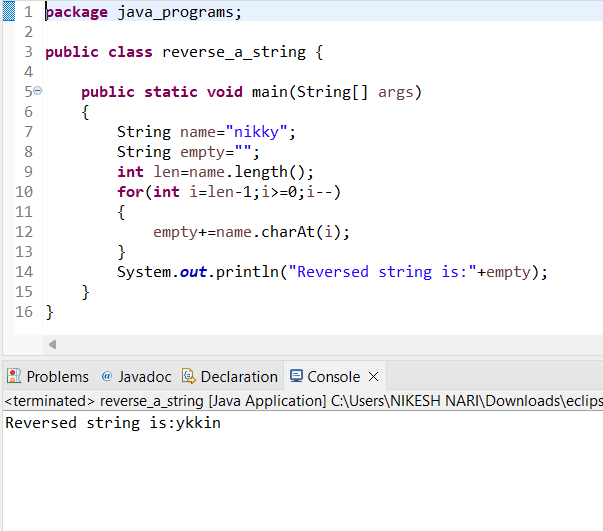 1 package java_programs;
2
3 public class reverse_a_string {
4
5 public static void main(String[] args)
6 {
7 String name="nikky";
8 String empty="";
9 int len=name.length();
10 for(int i=len-1;i>=0;i--)
11 {
12 empty+=name.charAt(i);
13 }
14 System.out.println("Reversed string is:"+empty);
15 }
16 }
Problems @ Javadoc Declaration Console
<terminated> reverse_a_string [Java Application] C:\Users\NIKESH NARI\Downloads\eclips
Reversed string is:ykkin